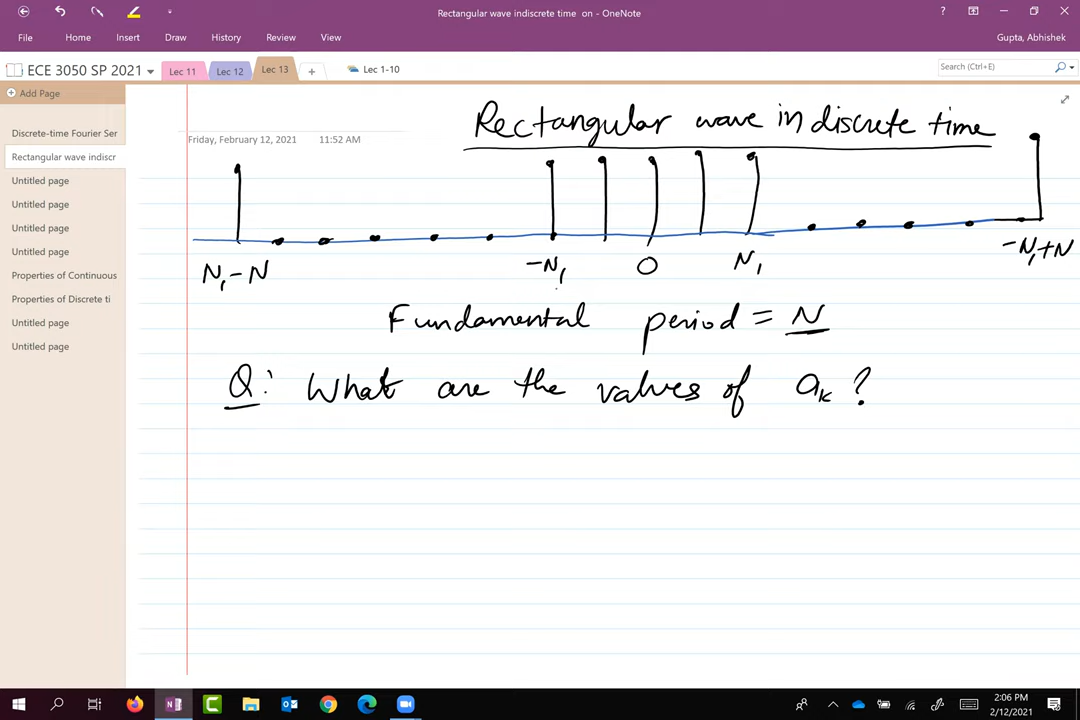 Rectangular wave indiscrete time on - OneNote
Gupta, Abhishek
File Home Insert Draw History Review View
ECE 3050 SP 2021 Lec 11 Lec 12 Lec 13 + Lec 1-10
Search (Ctrl+E)
Add Page
Discrete-time Fourier Ser
Rectangular wave indiscr
Untitled page
Untitled page
Untitled page
Untitled page
Properties of Continuous
Properties of Discrete ti
Untitled page
Untitled page
Rectangular wave in discrete time
Friday, February 12, 2021 11:52 AM
N₁-N -N₁ 0 N₁ -N₁+N
Fundamental period = N
Q: What are the values of aₖ?
2:06 PM
2/12/2021